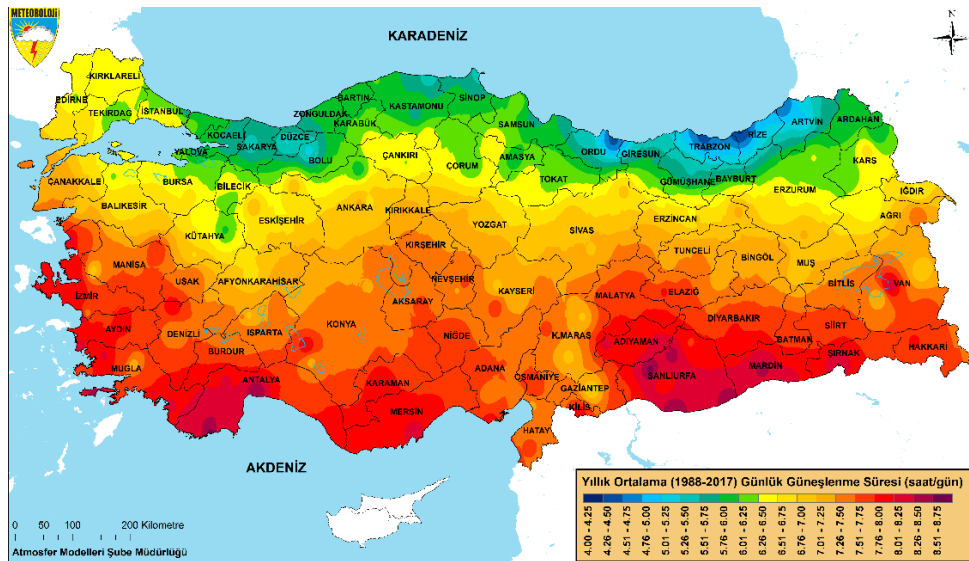 METEOROLOJİ
N
KARADENİZ
KIRKLARELİ
EDİRNE
TEKİRDAG
İSTANBUL
KOCAELİ
YALOVA
SAKARYA
DÜZCE
ZONGULDAK
BARTIN
KARABÜK
KASTAMONU
SİNOP
SAMSUN
BOLU
ÇANKIRI
ÇORUM
AMASYA
TOKAT
ORDU
GİRESUN
TRABZON
RİZE
ARTVİN
ARDAHAN
GÜMÜŞHANE
BAYBURT
KARS
ERZURUM
IĞDIR
AĞRI
ÇANAKKALE
BURSA
BİLECİK
BALIKESİR
ESKİŞEHİR
ANKARA
KIRIKKALE
YOZGAT
SİVAS
ERZİNCAN
KÜTAHYA
KIRŞEHİR
TUNCELİ
BİNGÖL
MUŞ
MANİSA
UŞAK
AFYONKARAHİSAR
NEVŞEHİR
KAYSERİ
MALATYA
ELAZIĞ
BİTLİS
VAN
İZMİR
AKSARAY
KONYA
DİYARBAKIR
SİİRT
AYDIN
DENİZLİ
ISPARTA
BURDUR
NİĞDE
K.MARAS
ADIYAMAN
BATMAN
ŞIRNAK
HAKKARİ
MUGLA
ANTALYA
KARAMAN
ADANA
OSMANİYE
GAZİANTEP
ŞANLIURFA
MARDİN
MERSİN
KİLİS
HATAY
AKDENİZ
0 50 100 200 Kilometre
Atmosfer Modelleri Şube Müdürlüğü
Yıllık Ortalama (1988-2017) Günlük Güneşlenme Süresi (saat/gün)
4.00 - 4.25
4.26 - 4.50
4.51 - 4.75
4.76 - 5.00
5.01 - 5.25
5.26 - 5.50
5.51 - 5.75
5.76 - 6.00
6.01 - 6.25
6.26 - 6.50
6.51 - 6.75
6.76 - 7.00
7.01 - 7.25
7.26 - 7.50
7.51 - 7.75
7.76 - 8.00
8.01 - 8.25
8.26 - 8.50
8.51 - 8.75